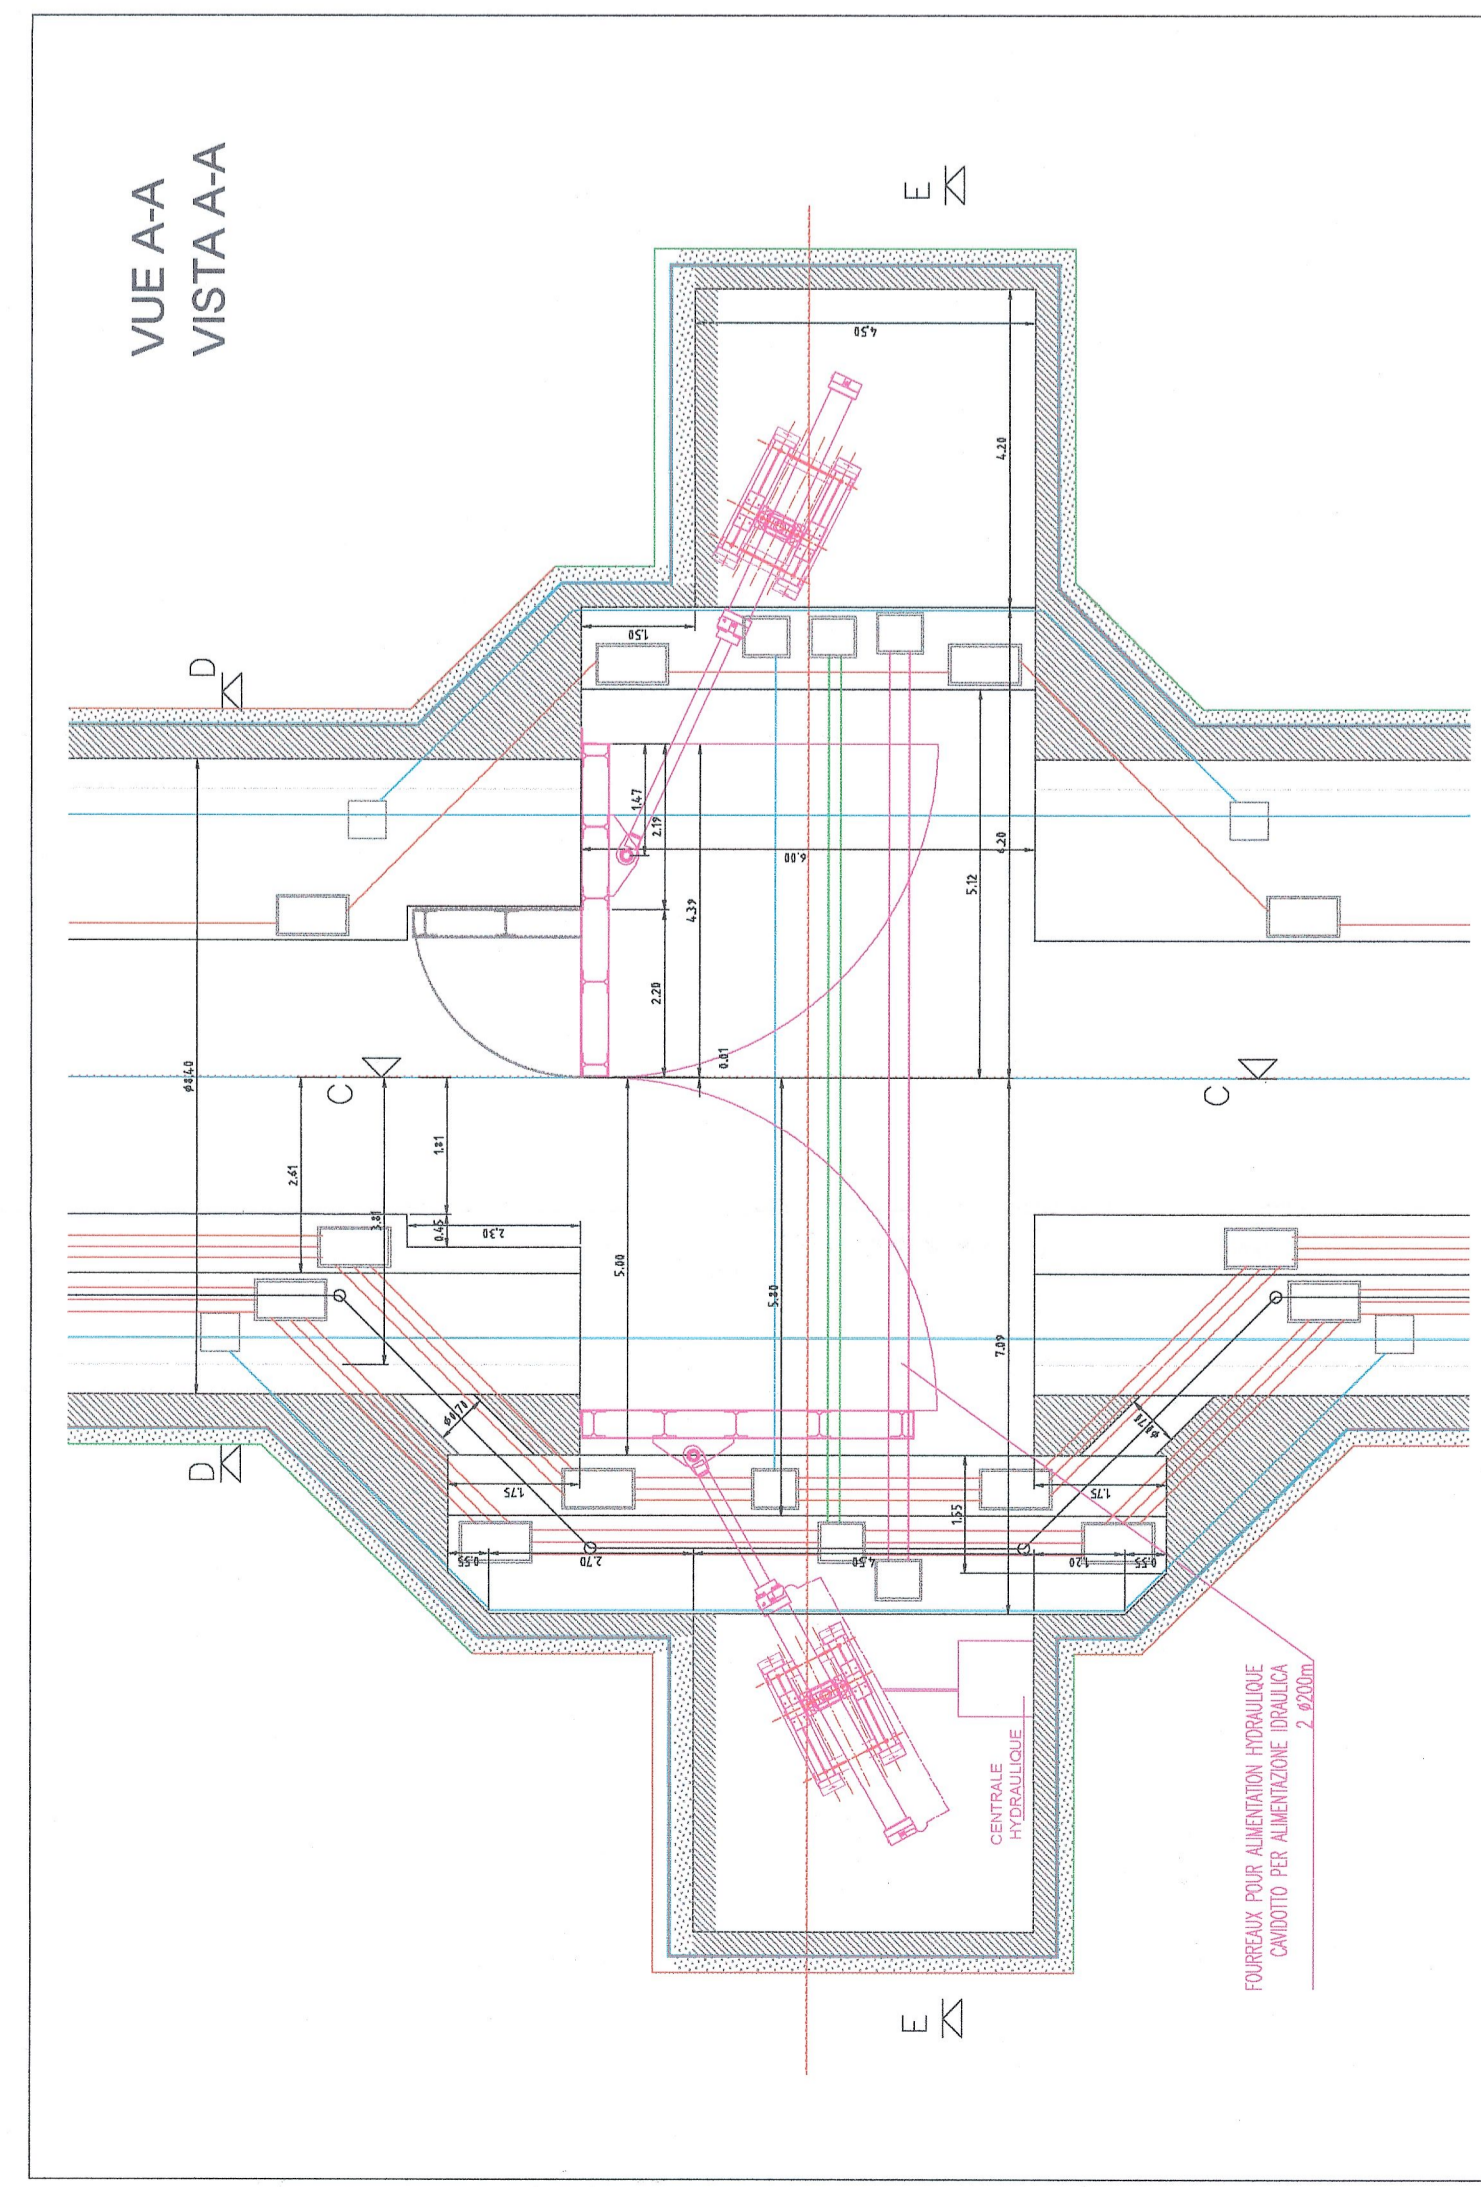 VUE A-A
VISTA A-A
E
4,50
4.20
1.50
D
1.47
2.19
6,00
6.20
5.12
4.39
2.20
0.01
ø8,40
C
C
2.61
3.81
1.81
0.45
2.30
5.00
5.80
7.09
ø0,70
ø0,70
D
1.75
1.75
1.55
0.55
2.70
4,50
1,20
0.55
CENTRALE
HYDRAULIQUE
FOURREAUX POUR ALIMENTATION HYDRAULIQUE
CAVIDOTTO PER ALIMENTAZIONE IDRAULICA
2 ø200m
E